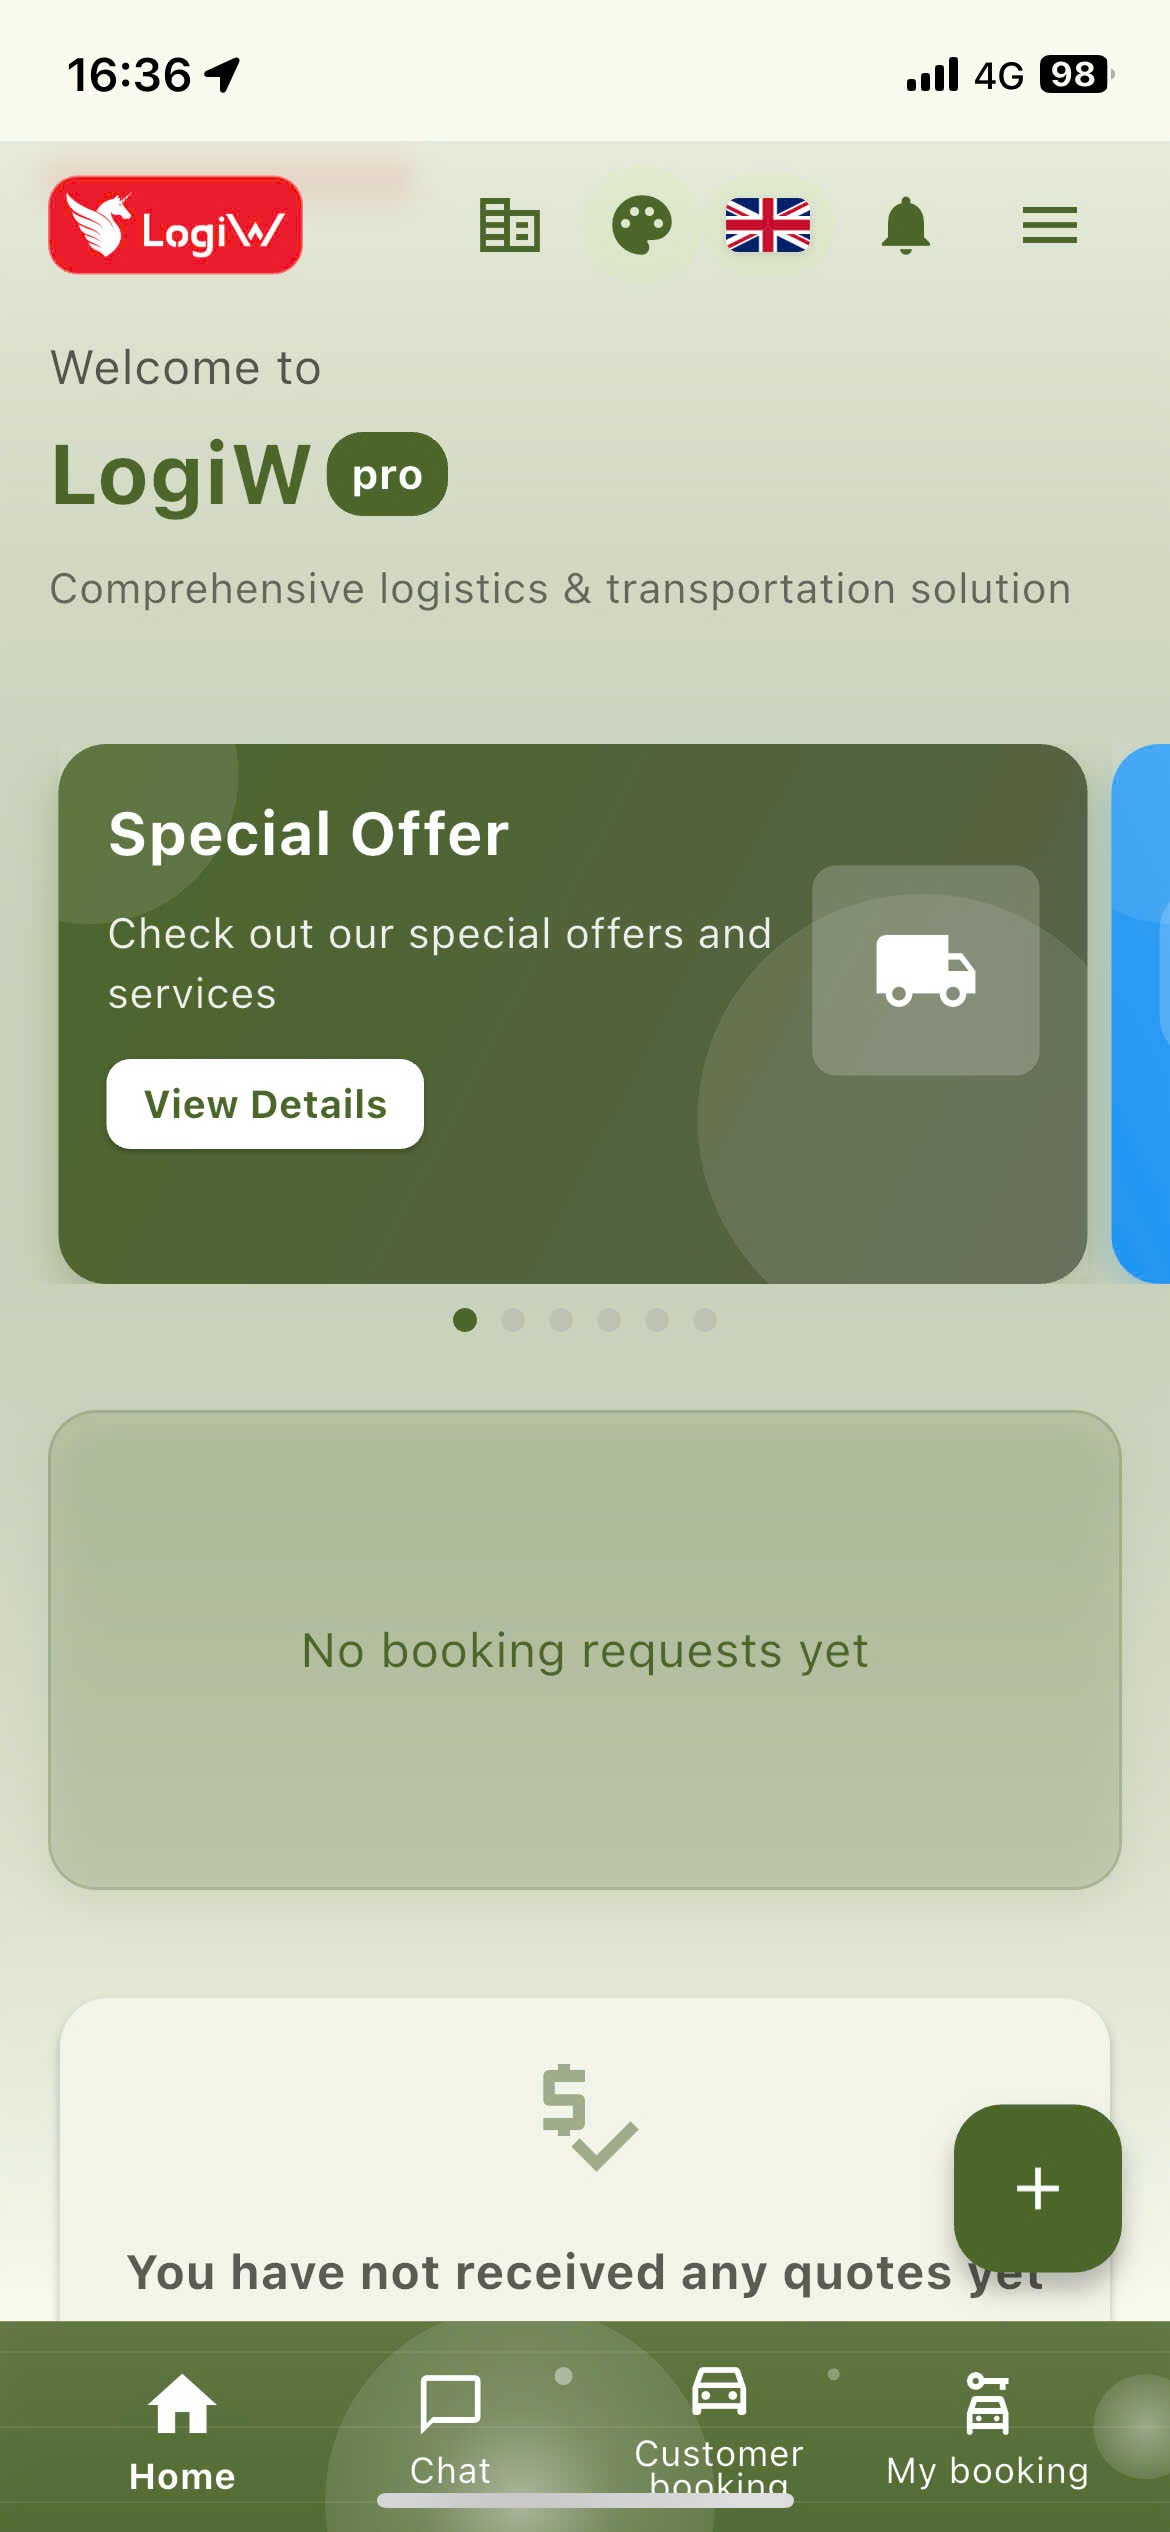 16:36
4G 98
LogiW
Welcome to
LogiW pro
Comprehensive logistics & transportation solution
Special Offer
Check out our special offers and
services
View Details
No booking requests yet
You have not received any quotes yet
Home
Chat
Customer
booking
My booking